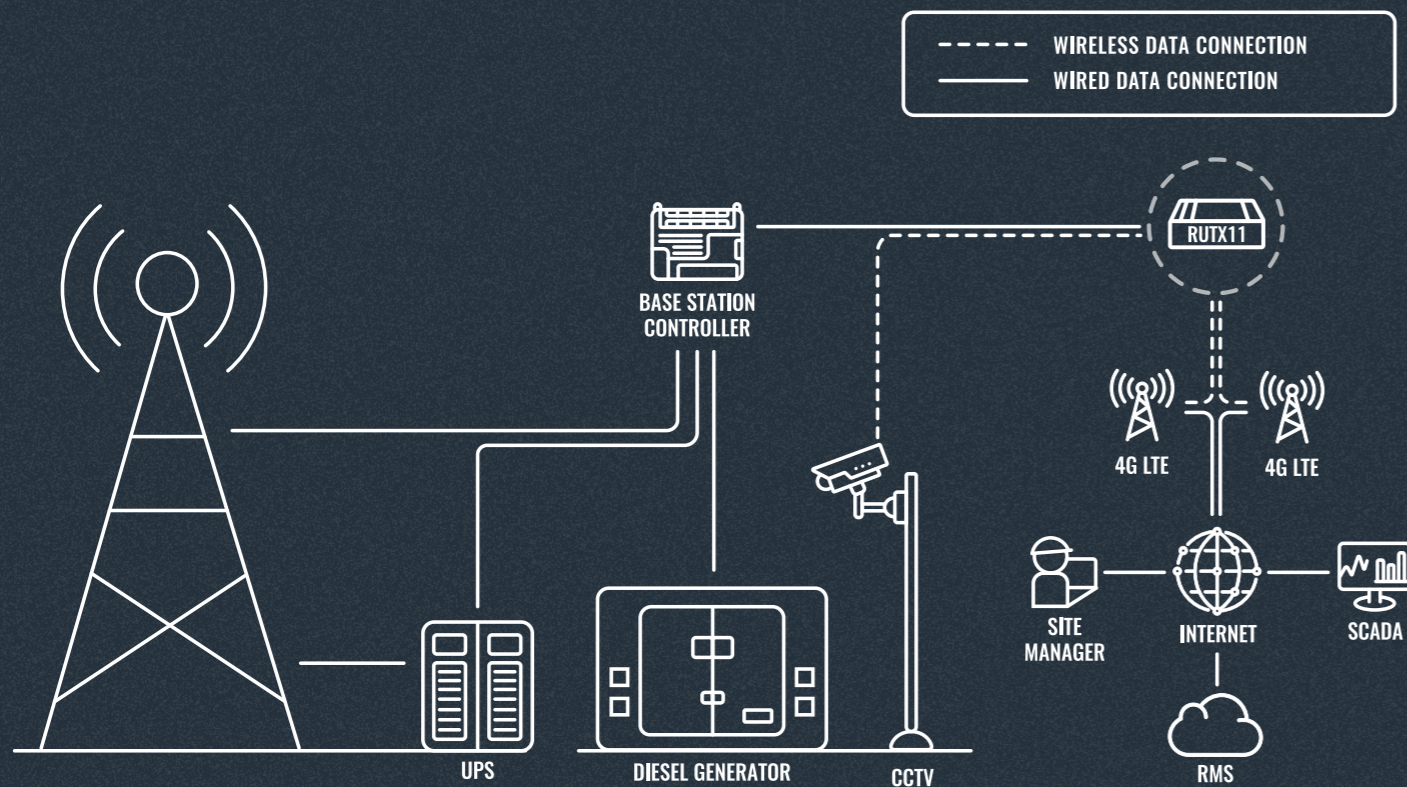 WIRELESS DATA CONNECTION
WIRED DATA CONNECTION
RUTX11
BASE STATION
CONTROLLER
4G LTE
4G LTE
SITE
MANAGER
INTERNET
SCADA
UPS
DIESEL GENERATOR
CCTV
RMS